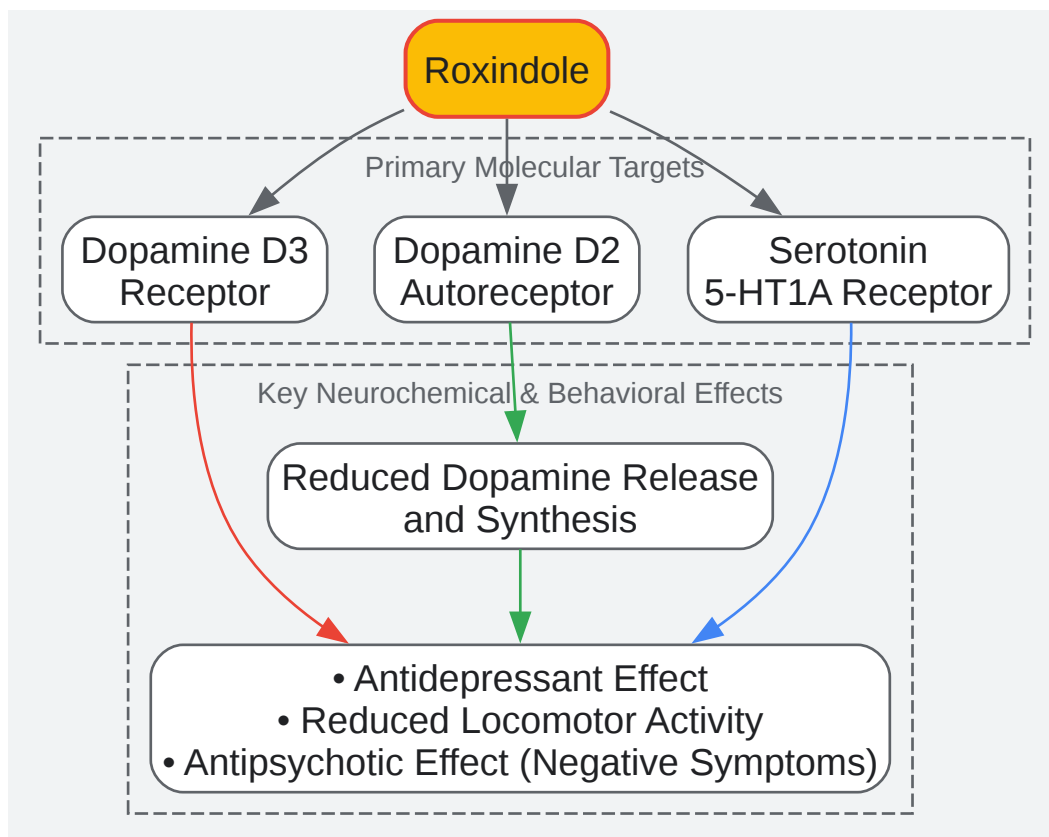 Roxindole
Primary Molecular Targets
Dopamine D3
Receptor
Dopamine D2
Autoreceptor
Serotonin
5-HT1A Receptor
Key Neurochemical & Behavioral Effects
Reduced Dopamine Release
and Synthesis
• Antidepressant Effect
• Reduced Locomotor Activity
• Antipsychotic Effect (Negative Symptoms)